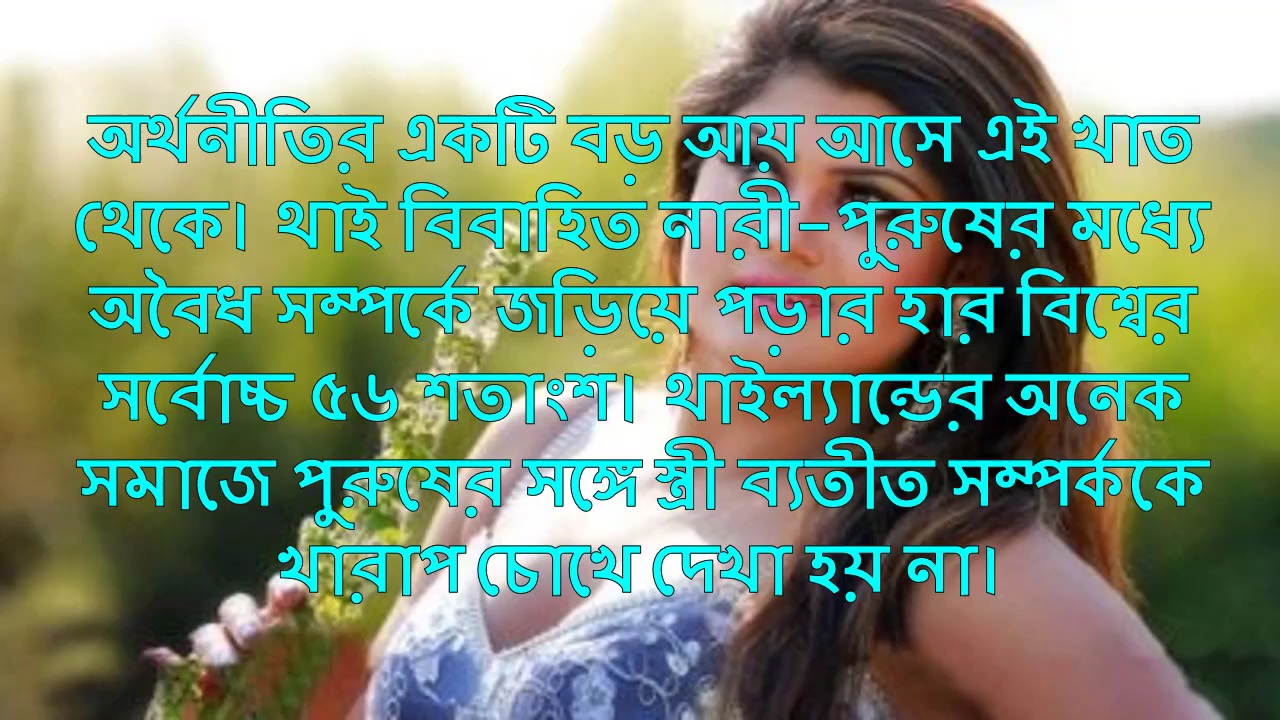 অর্থনীতির একটি বড় আয় আসে এই খাত
থেকে। থাই বিবাহিত নারী-পুরুষের মধ্যে
অবৈধ সম্পর্কে জড়িয়ে পড়ার হার বিশ্বের
সর্বোচ্চ ৫৬ শতাংশ। থাইল্যান্ডের অনেক
সমাজে পুরুষের সঙ্গে স্ত্রী ব্যতীত সম্পর্ককে
খারাপ চোখে দেখা হয় না।